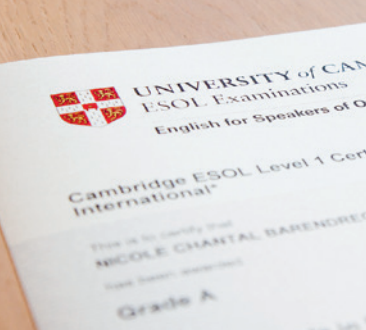 UNIVERSITY of CAM
ESOL Examinations
English for Speakers of O
Cambridge ESOL Level 1 Cert
International*
This is to certify that
NICOLE CHANTAL BARENDREG
has been awarded
Grade A